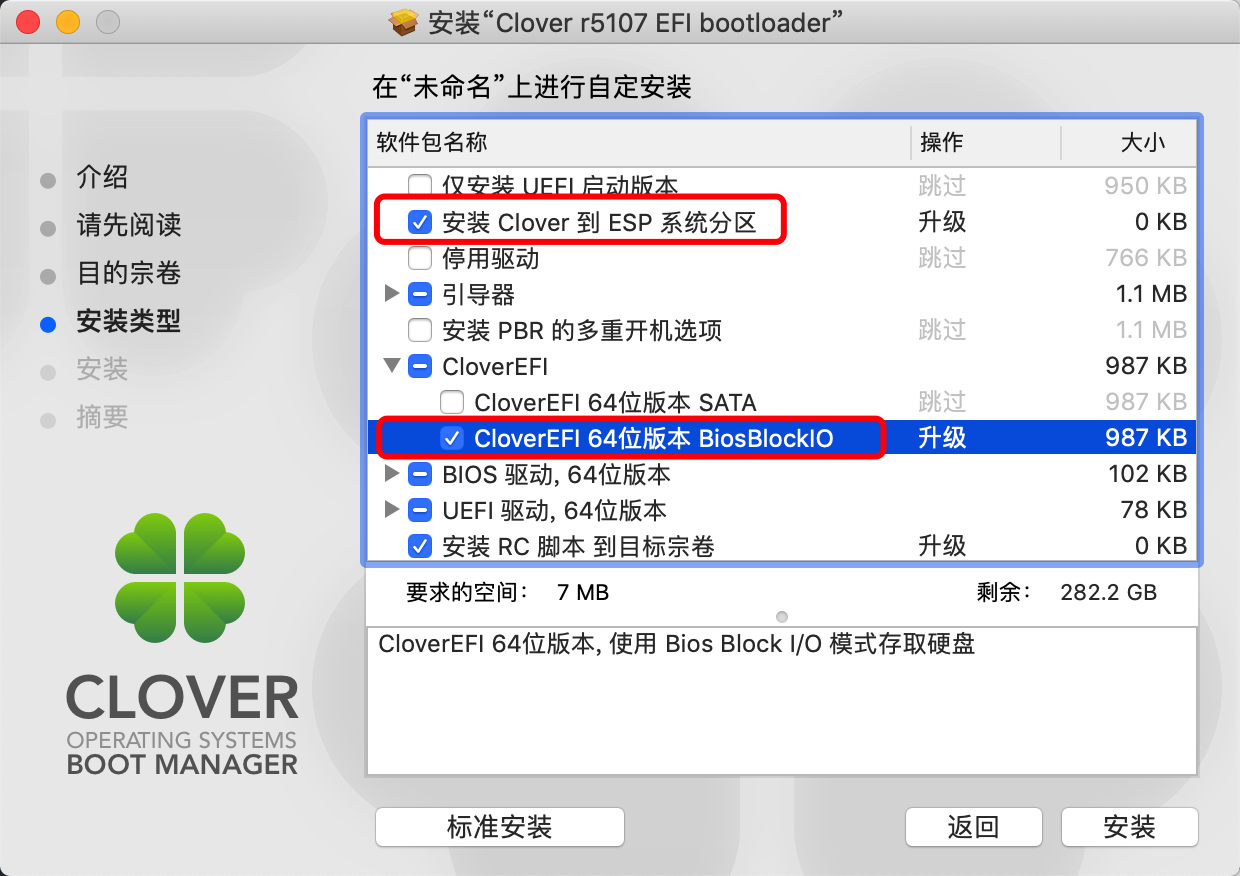 安装“Clover r5107 EFI bootloader”
在“未命名”上进行自定安装
介绍
请先阅读
目的宗卷
安装类型
安装
摘要
CLOVER
OPERATING SYSTEMS
BOOT MANAGER
软件包名称 操作 大小
仅安装 UEFI 启动版本 跳过 950 KB
安装 Clover 到 ESP 系统分区 升级 0 KB
停用驱动 跳过 766 KB
引导器 1.1 MB
安装 PBR 的多重开机选项 跳过 1.1 MB
CloverEFI 987 KB
CloverEFI 64位版本 SATA 跳过 987 KB
CloverEFI 64位版本 BiosBlockIO 升级 987 KB
BIOS 驱动, 64位版本 102 KB
UEFI 驱动, 64位版本 78 KB
安装 RC 脚本 到目标宗卷 升级 0 KB
要求的空间： 7 MB 剩余： 282.2 GB
CloverEFI 64位版本, 使用 Bios Block I/O 模式存取硬盘
标准安装 返回 安装